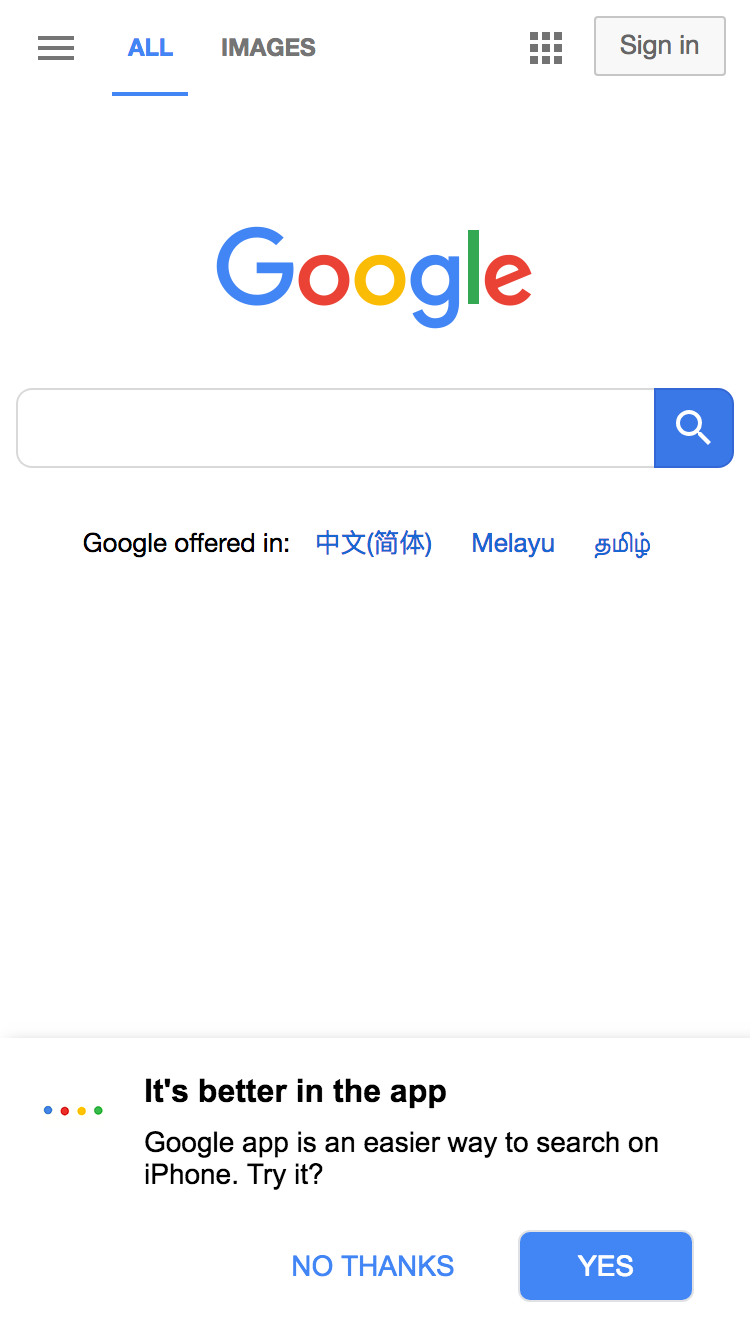 ALL IMAGES Sign in
Google
Google offered in: 中文(简体) Melayu தமிழ்
It's better in the app
Google app is an easier way to search on
iPhone. Try it?
NO THANKS YES